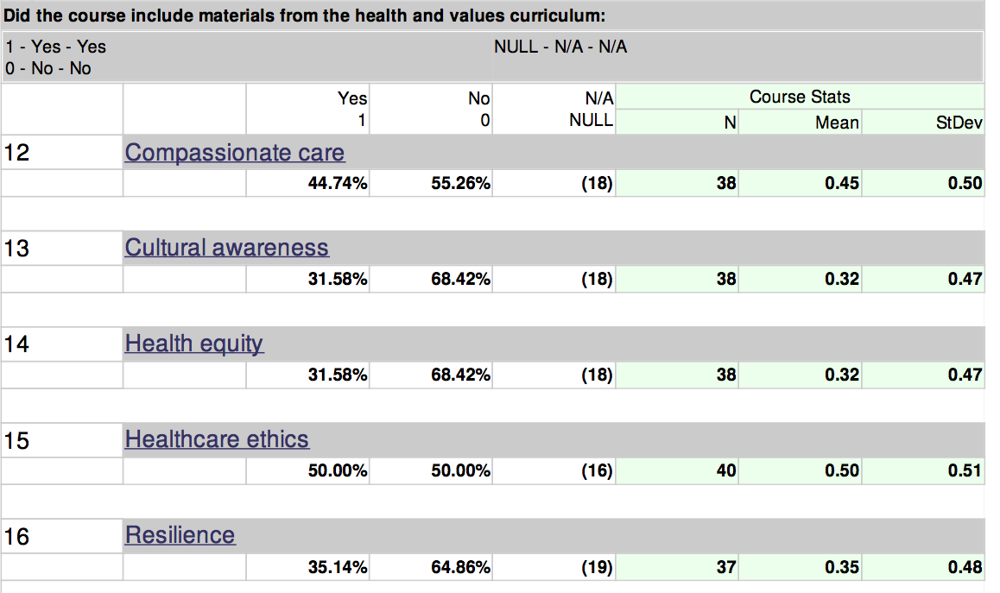 Did the course include materials from the health and values curriculum:
1 - Yes - Yes NULL - N/A - N/A
0 - No - No
Yes No N/A Course Stats
1 0 NULL N Mean StDev
12 Compassionate care
44.74% 55.26% (18) 38 0.45 0.50
13 Cultural awareness
31.58% 68.42% (18) 38 0.32 0.47
14 Health equity
31.58% 68.42% (18) 38 0.32 0.47
15 Healthcare ethics
50.00% 50.00% (16) 40 0.50 0.51
16 Resilience
35.14% 64.86% (19) 37 0.35 0.48